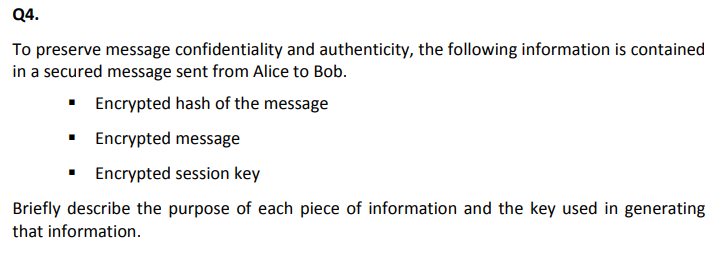 Q4.
To preserve message confidentiality and authenticity, the following information is contained
in a secured message sent from Alice to Bob.
▪ Encrypted hash of the message
▪ Encrypted message
▪ Encrypted session key
Briefly describe the purpose of each piece of information and the key used in generating
that information.